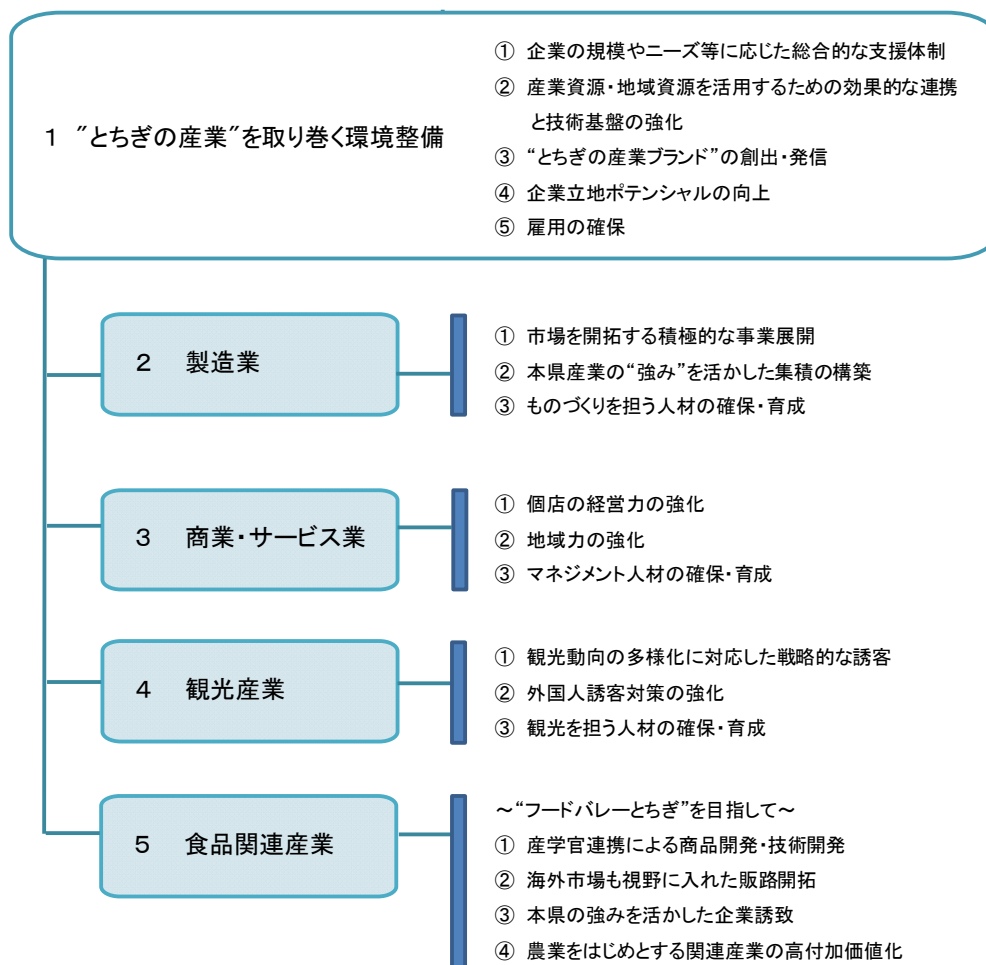 1 ″とちぎの産業″を取り巻く環境整備
① 企業の規模やニーズ等に応じた総合的な支援体制
② 産業資源・地域資源を活用するための効果的な連携
と技術基盤の強化
③ “とちぎの産業ブランド”の創出・発信
④ 企業立地ポテンシャルの向上
⑤ 雇用の確保
2 製造業
① 市場を開拓する積極的な事業展開
② 本県産業の“強み”を活かした集積の構築
③ ものづくりを担う人材の確保・育成
3 商業・サービス業
① 個店の経営力の強化
② 地域力の強化
③ マネジメント人材の確保・育成
4 観光産業
① 観光動向の多様化に対応した戦略的な誘客
② 外国人誘客対策の強化
③ 観光を担う人材の確保・育成
5 食品関連産業
～“フードバレーとちぎ”を目指して～
① 産学官連携による商品開発・技術開発
② 海外市場も視野に入れた販路開拓
③ 本県の強みを活かした企業誘致
④ 農業をはじめとする関連産業の高付加価値化